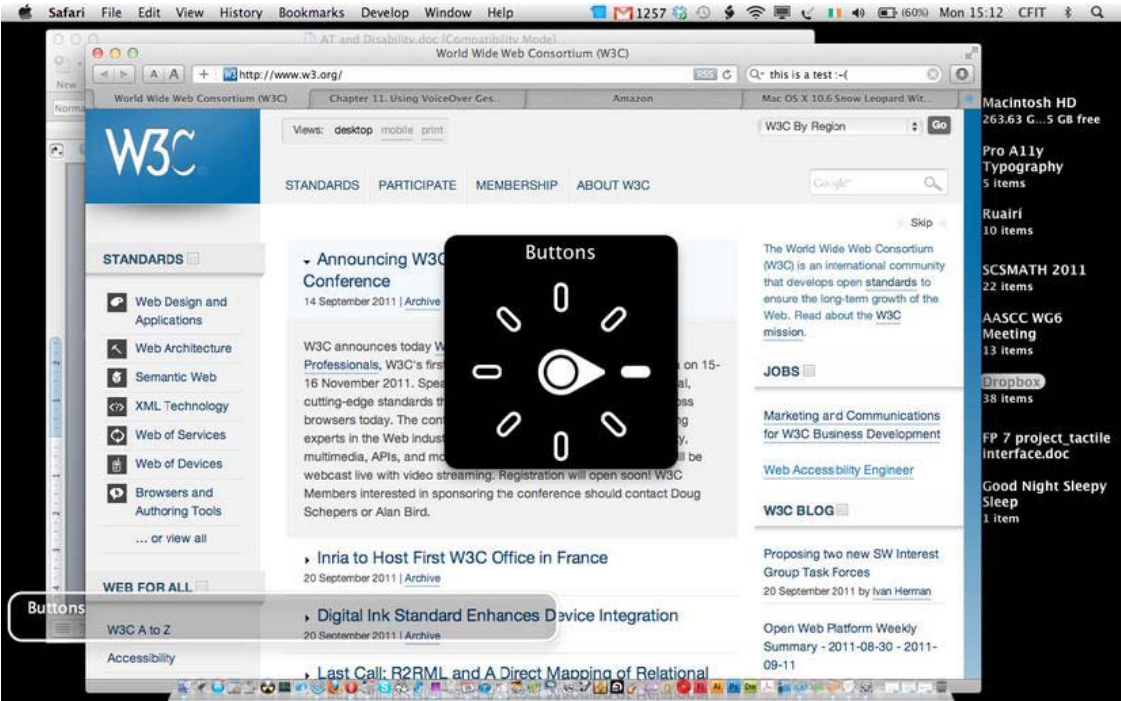 Safari File Edit View History Bookmarks Develop Window Help 1257 (60%) Mon 15:12 CFIT
AT and Disability.doc (Compatibility Mode)
World Wide Web Consortium (W3C)
New
A A + W3 http://www.w3.org/ RSS this is a test :-(
Norma
World Wide Web Consortium (W3C) Chapter 11. Using VoiceOver Ges... Amazon Mac OS X 10.6 Snow Leopard Wit...
W3C
Views: desktop mobile print
W3C By Region Go
STANDARDS PARTICIPATE MEMBERSHIP ABOUT W3C
Google
Skip
STANDARDS
Web Design and
Applications
Web Architecture
Semantic Web
XML Technology
Web of Services
Web of Devices
Browsers and
Authoring Tools
... or view all
WEB FOR ALL
W3C A to Z
Accessibility
Announcing W3C
Conference
14 September 2011 | Archive
W3C announces today W
Professionals, W3C's first on 15-
16 November 2011. Spea al,
cutting-edge standards th oss
browsers today. The conf ng
experts in the Web indust y,
multimedia, APIs, and mo ll be
webcast live with video streaming. Registration will open soon! W3C
Members interested in sponsoring the conference should contact Doug
Schepers or Alan Bird.
Inria to Host First W3C Office in France
20 September 2011 | Archive
Digital Ink Standard Enhances Device Integration
20 September 2011 | Archive
Last Call: R2RML and A Direct Mapping of Relational
Buttons
Buttons
The World Wide Web Consortium
(W3C) is an international community
that develops open standards to
ensure the long-term growth of the
Web. Read about the W3C
mission.
JOBS
Marketing and Communications
for W3C Business Development
Web Accessibility Engineer
W3C BLOG
Proposing two new SW Interest
Group Task Forces
20 September 2011 by Ivan Herman
Open Web Platform Weekly
Summary - 2011-08-30 - 2011-
09-11
Macintosh HD
263.63 G...5 GB free
Pro A11y
Typography
5 items
Ruairí
10 items
SCSMATH 2011
22 items
AASCC WG6
Meeting
13 items
Dropbox
38 items
FP 7 project_tactile
interface.doc
Good Night Sleepy
Sleep
1 item